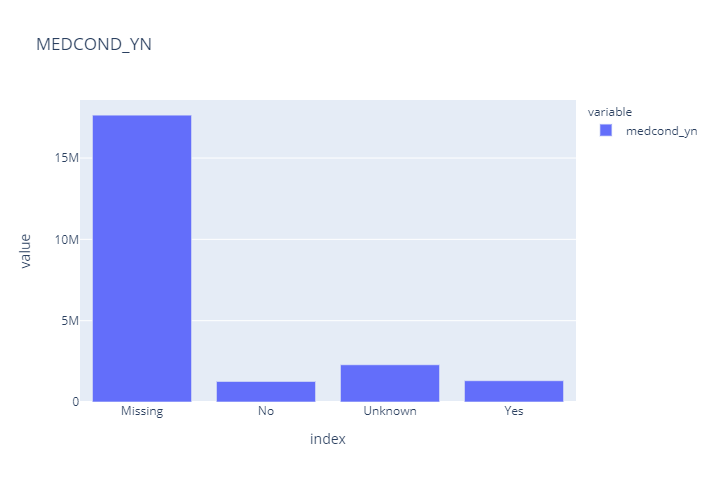 MEDCOND_YN
variable
medcond_yn
15M
10M
5M
0
value
Missing
No
Unknown
Yes
index